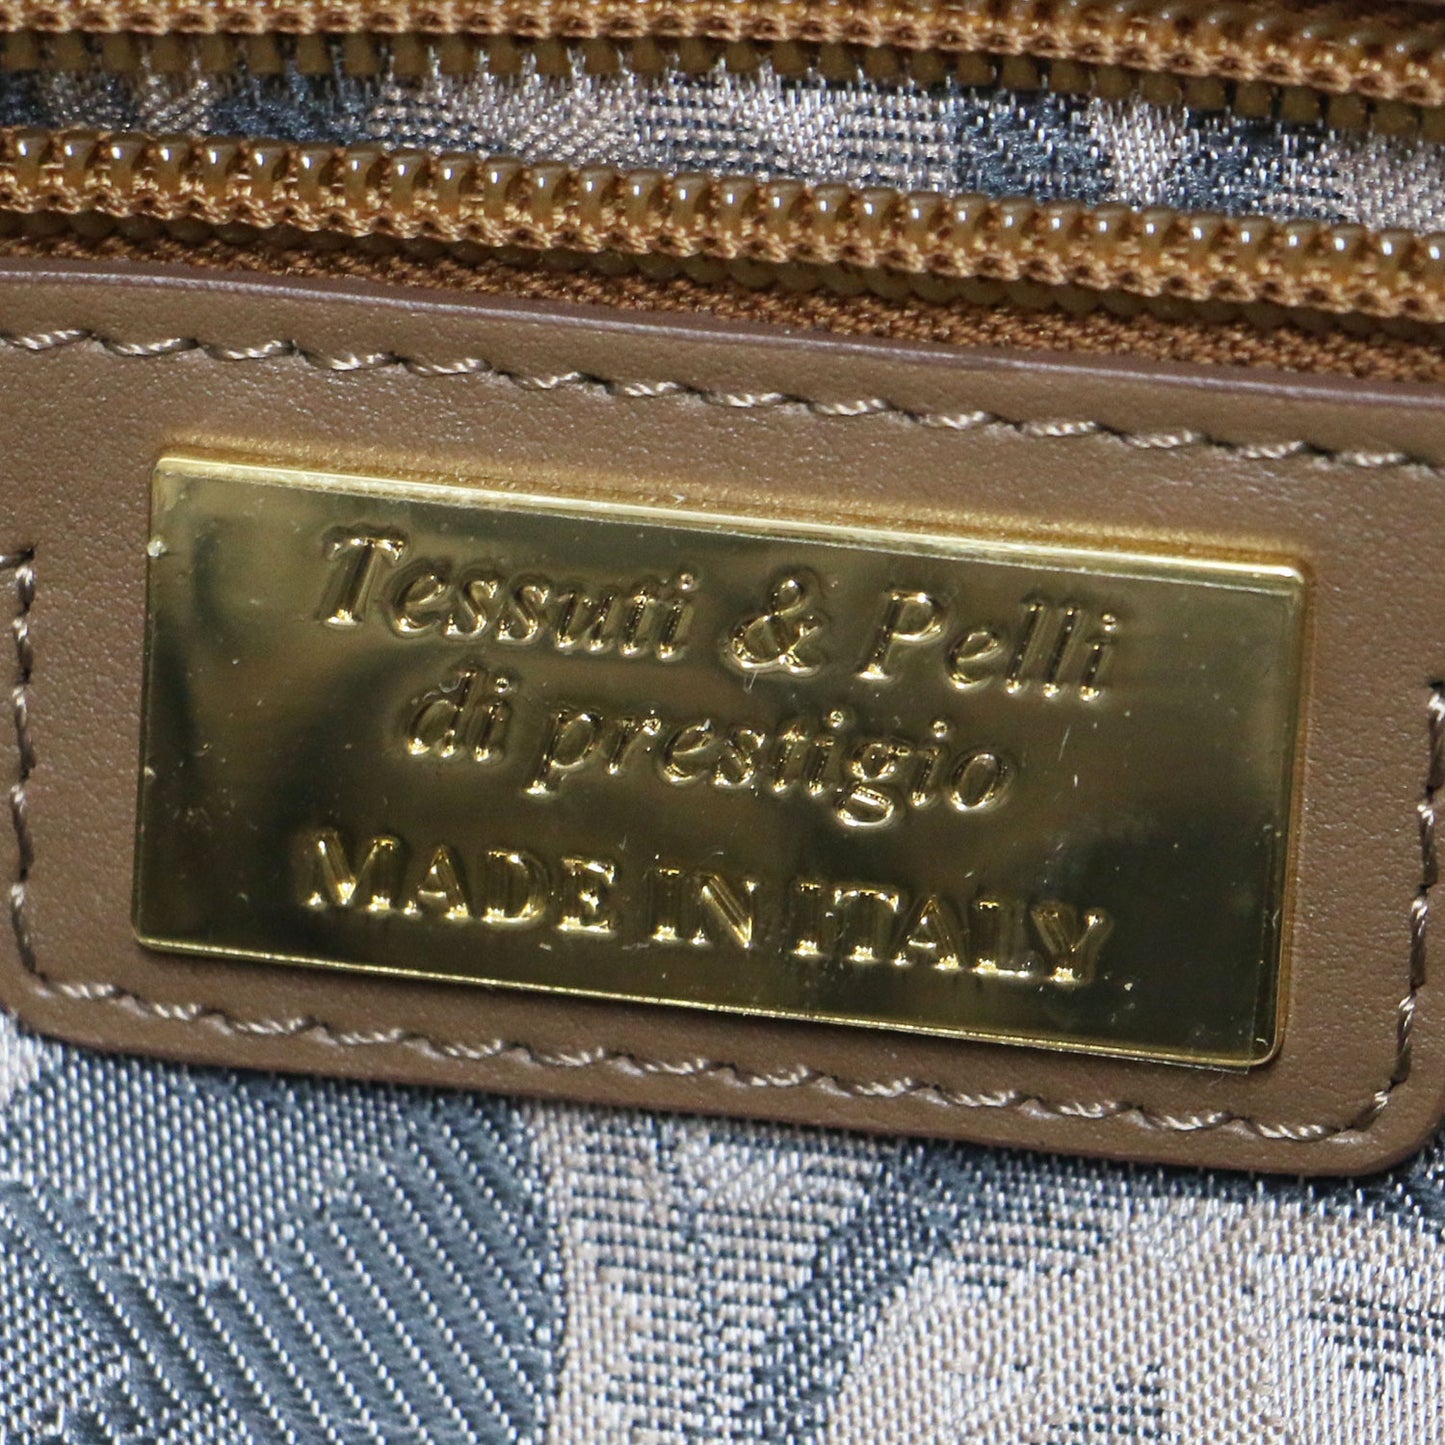 Tessuti & Pelli
di prestigio
MADE IN ITALY